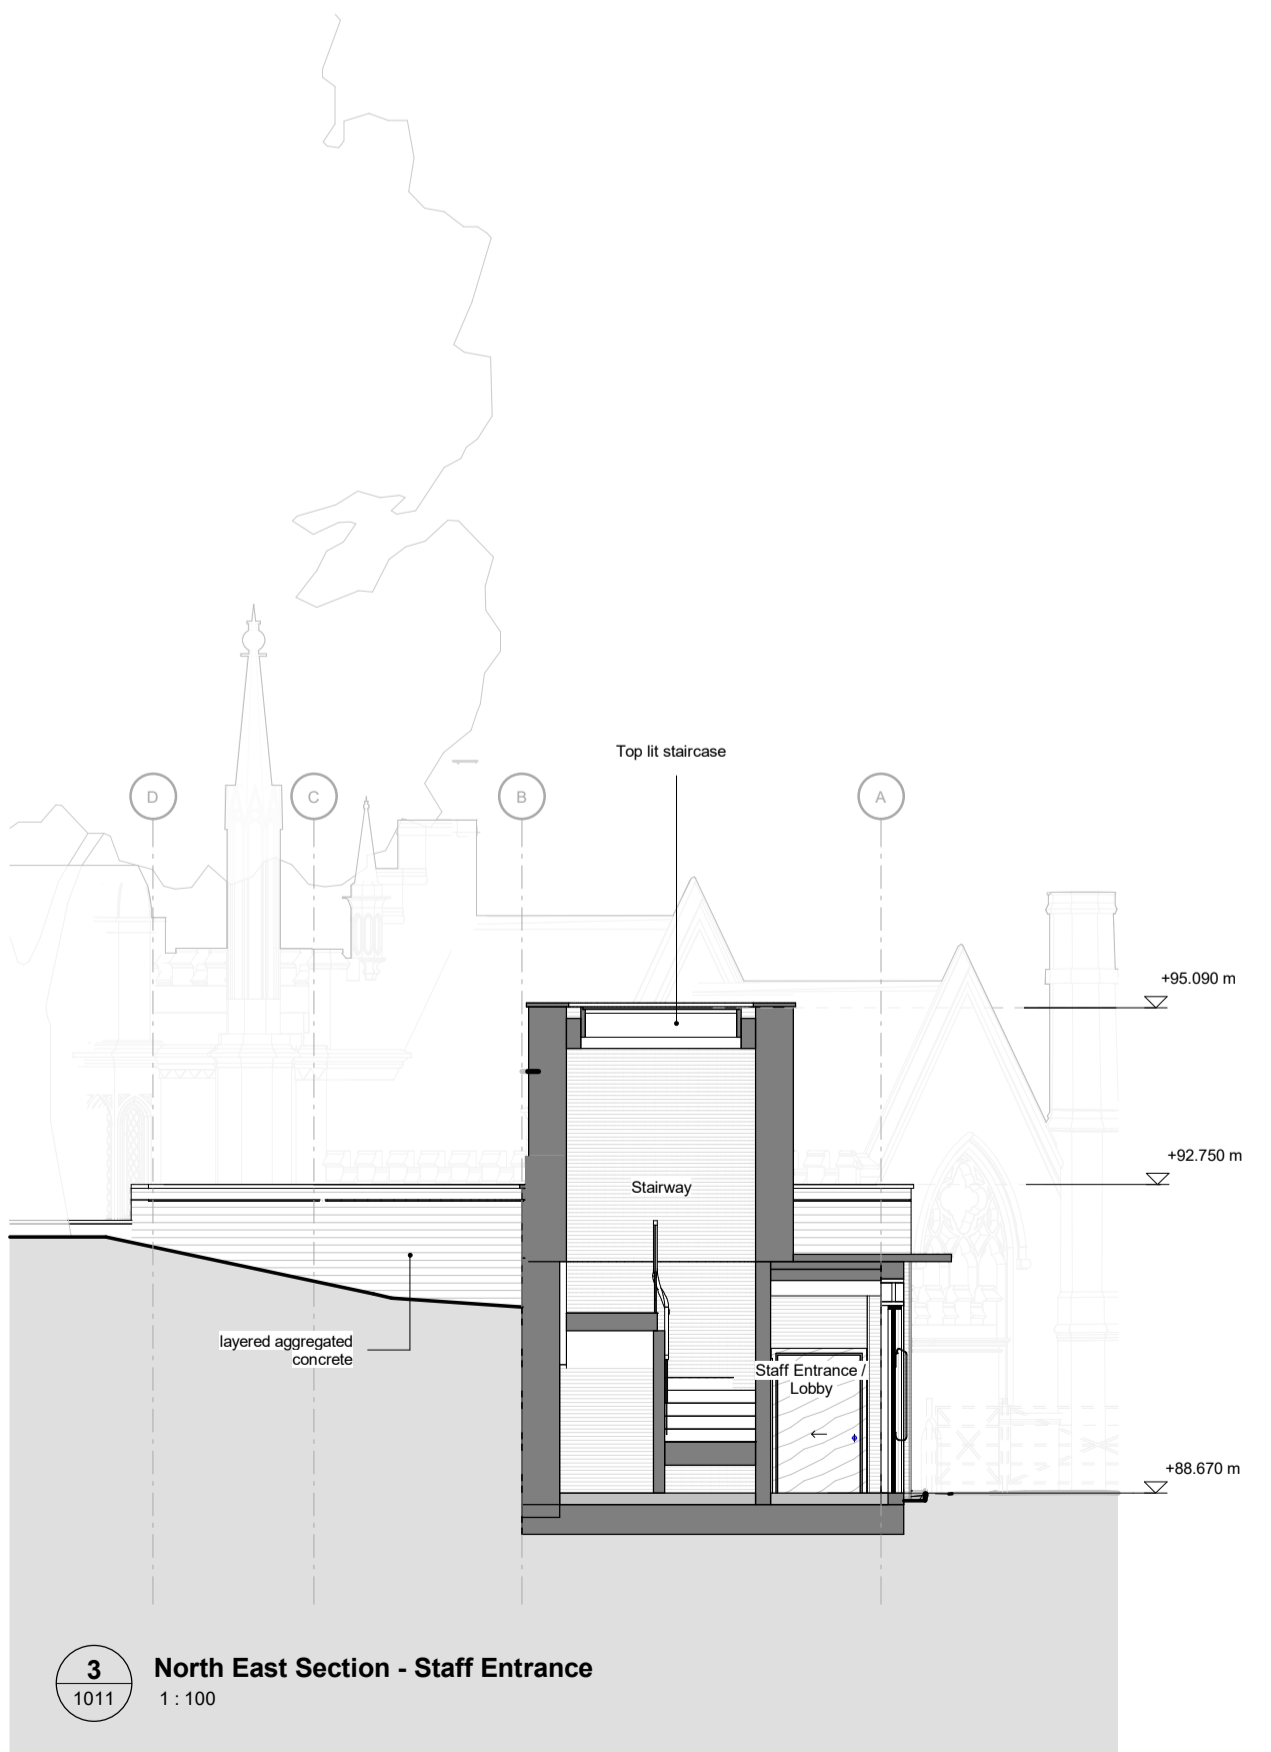 Top lit staircase
D
C
B
A
+95.090 m
+92.750 m
Stairway
layered aggregated
concrete
Staff Entrance /
Lobby
+88.670 m
3
1011
North East Section - Staff Entrance
1 : 100